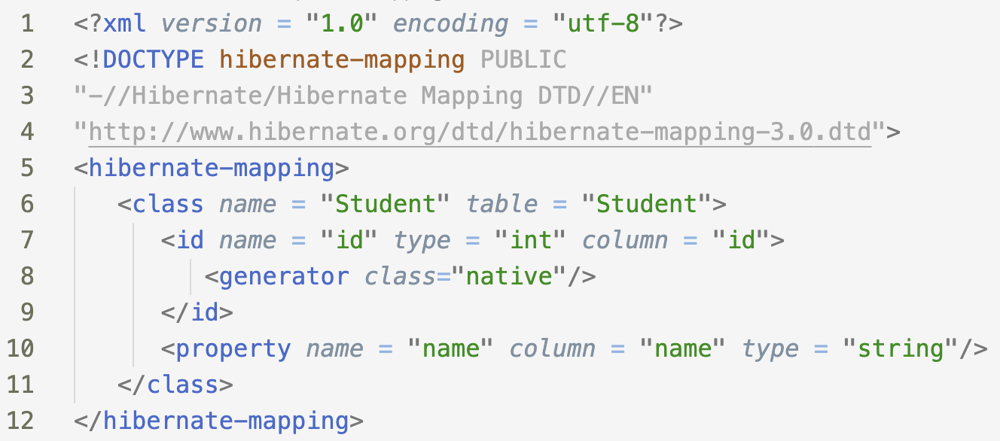 1 <?xml version = "1.0" encoding = "utf-8"?>
2 <!DOCTYPE hibernate-mapping PUBLIC
3 "-//Hibernate/Hibernate Mapping DTD//EN"
4 "http://www.hibernate.org/dtd/hibernate-mapping-3.0.dtd">
5 <hibernate-mapping>
6    <class name = "Student" table = "Student">
7       <id name = "id" type = "int" column = "id">
8          <generator class="native"/>
9       </id>
10       <property name = "name" column = "name" type = "string"/>
11    </class>
12 </hibernate-mapping>